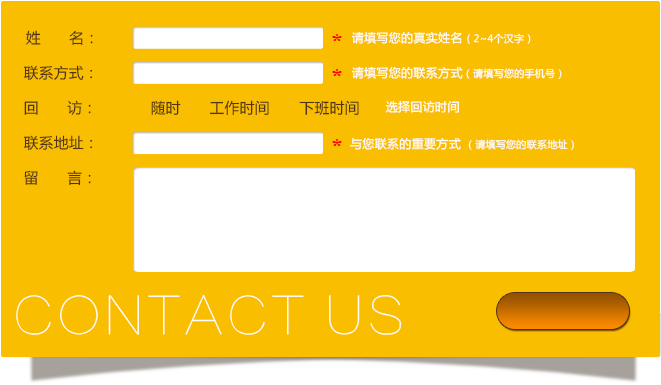 姓 名： * 请填写您的真实姓名（2~4个汉字）
联系方式： * 请填写您的联系方式（请填写您的手机号）
回 访： 随时 工作时间 下班时间 选择回访时间
联系地址： * 与您联系的重要方式（请填写您的联系地址）
留 言：
CONTACT US